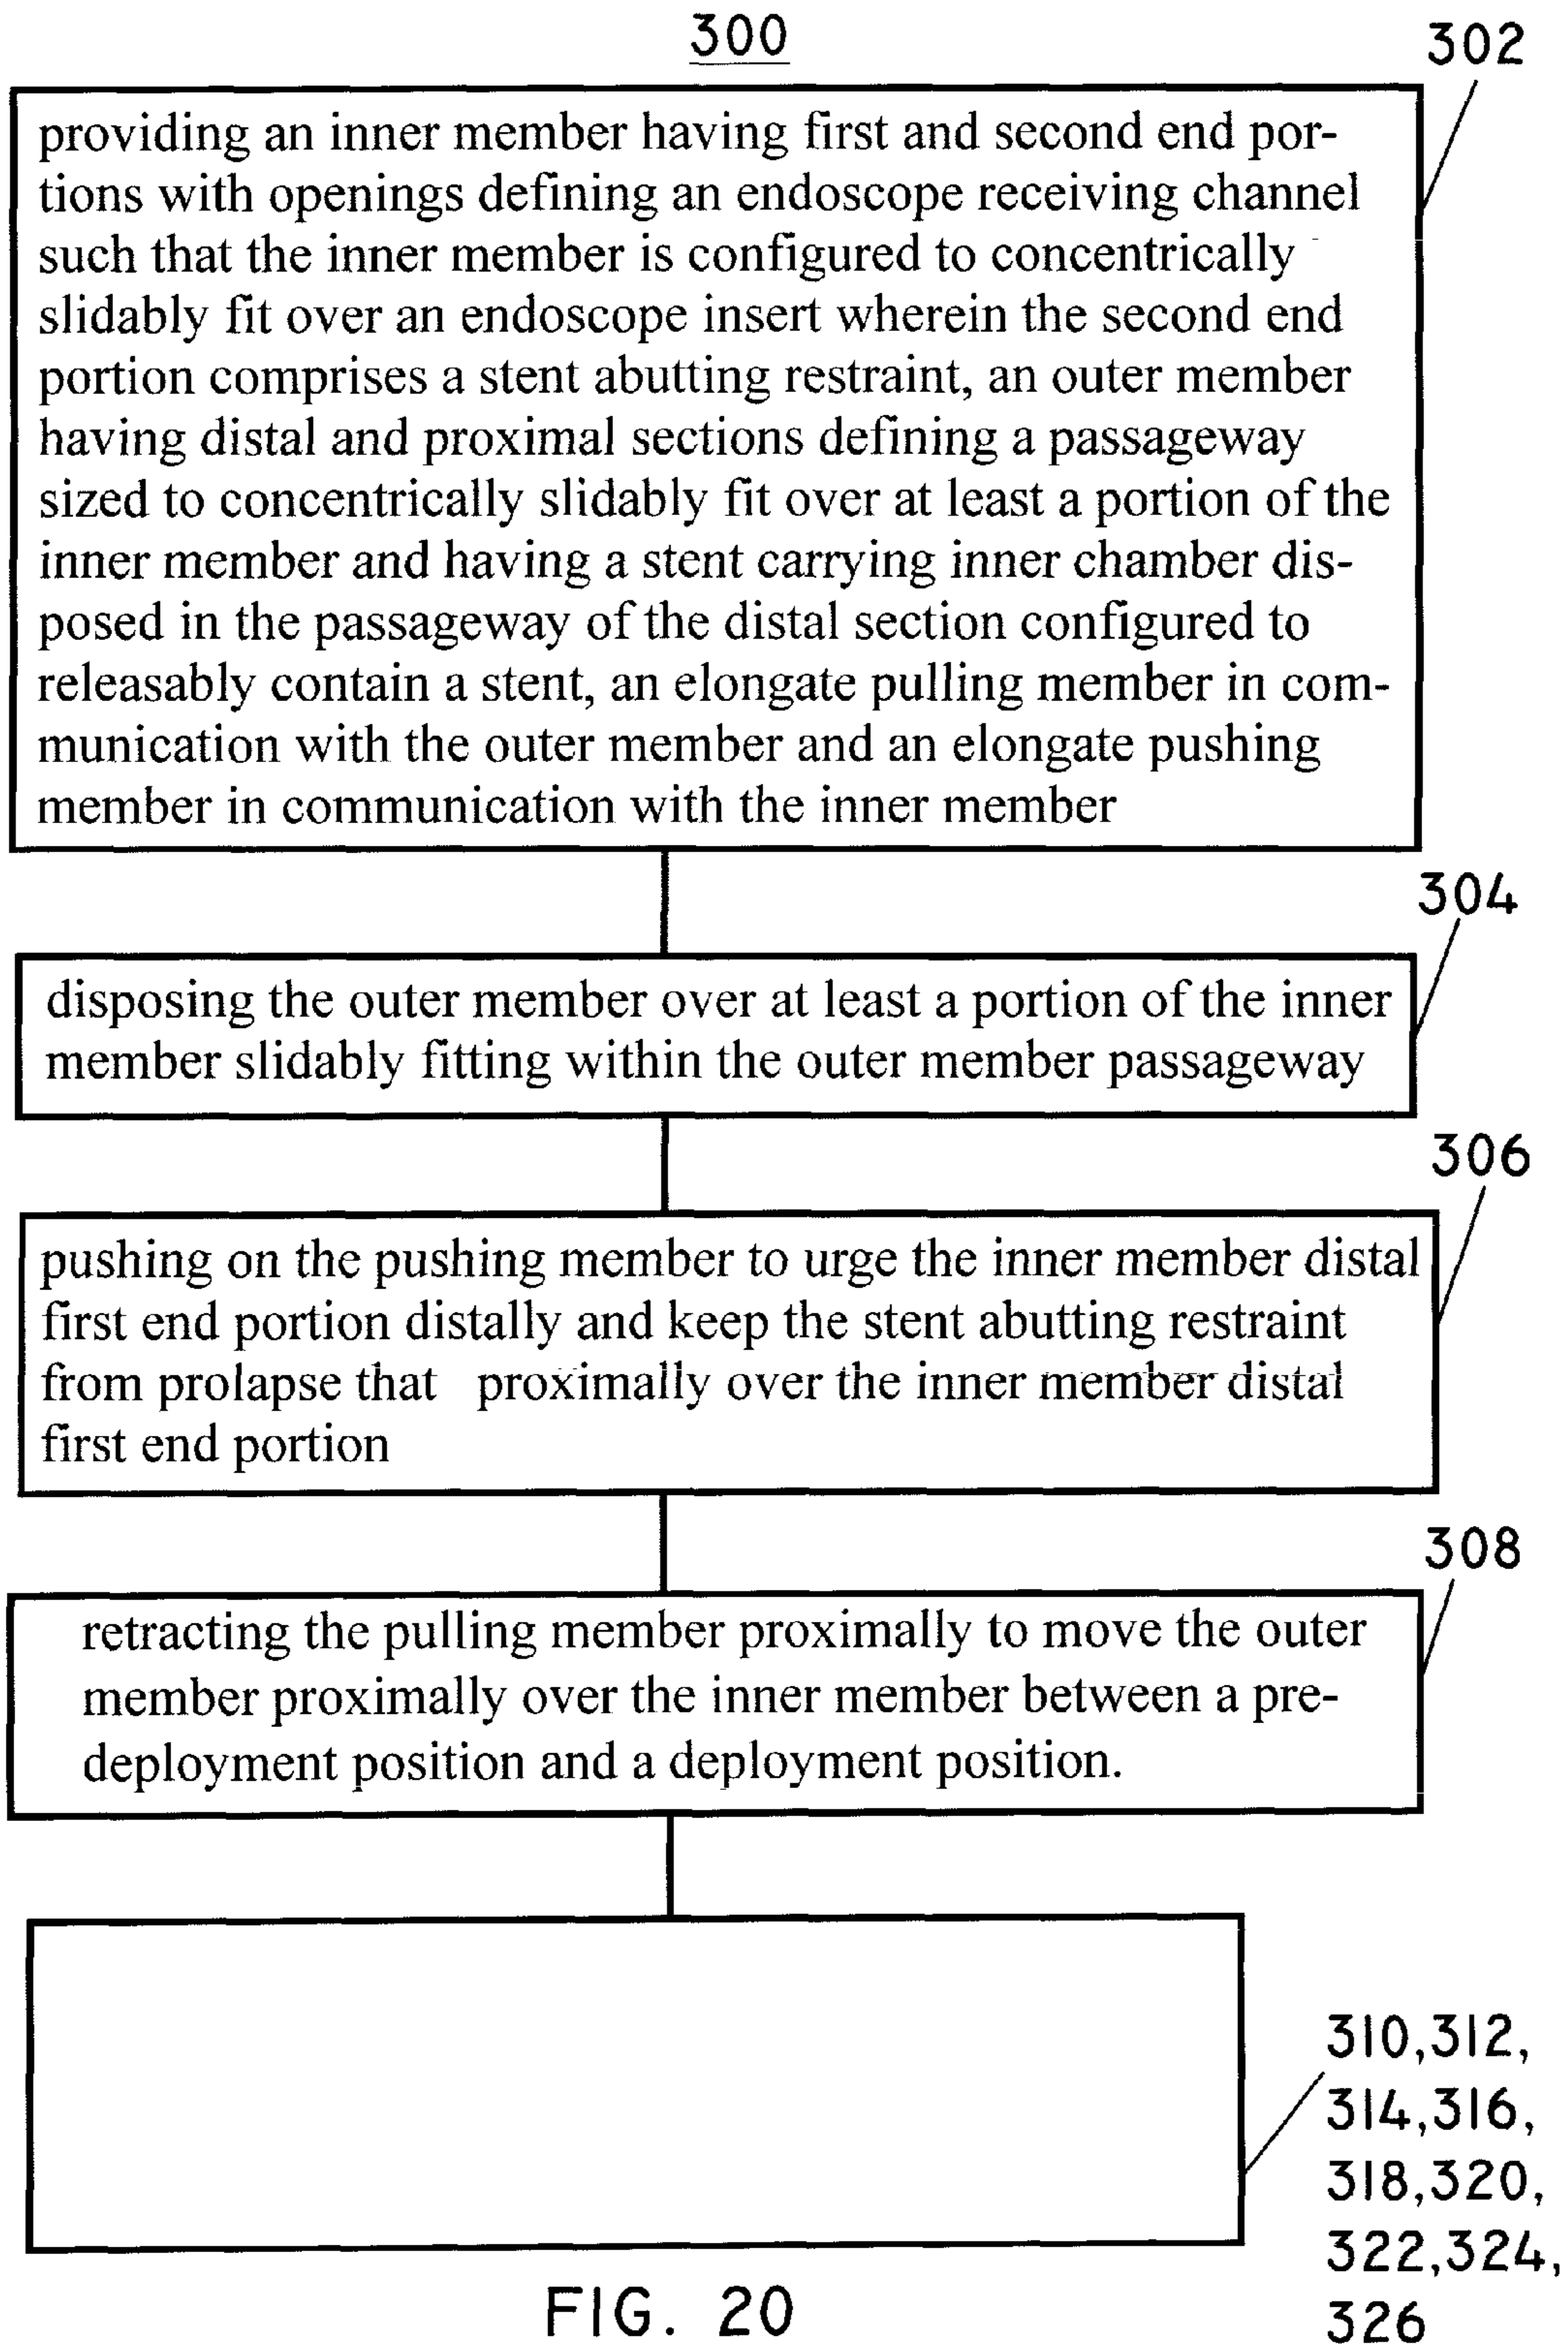 300
302
providing an inner member having first and second end por-
tions with openings defining an endoscope receiving channel
such that the inner member is configured to concentrically
slidably fit over an endoscope insert wherein the second end
portion comprises a stent abutting restraint, an outer member
having distal and proximal sections defining a passageway
sized to concentrically slidably fit over at least a portion of the
inner member and having a stent carrying inner chamber dis-
posed in the passageway of the distal section configured to
releasably contain a stent, an elongate pulling member in com-
munication with the outer member and an elongate pushing
member in communication with the inner member
304
disposing the outer member over at least a portion of the inner
member slidably fitting within the outer member passageway
306
pushing on the pushing member to urge the inner member distal
first end portion distally and keep the stent abutting restraint
from prolapse that proximally over the inner member distal
first end portion
308
retracting the pulling member proximally to move the outer
member proximally over the inner member between a pre-
deployment position and a deployment position.
310,312,
314,316,
318,320,
322,324,
326
FIG. 20